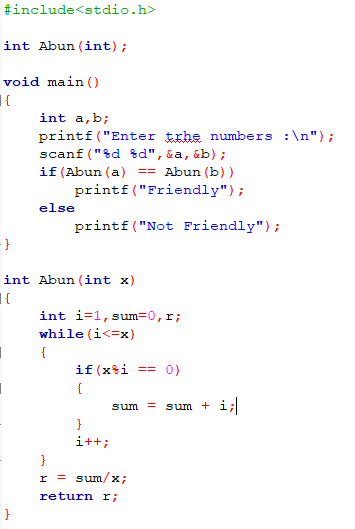 #include<stdio.h>
int Abun(int);
void main()
{
int a,b;
printf("Enter trhe numbers :\n");
scanf("%d %d",&a,&b);
if(Abun(a) == Abun(b))
printf("Friendly");
else
printf("Not Friendly");
}
int Abun(int x)
{
int i=1,sum=0,r;
while(i<=x)
{
if(x%i == 0)
{
sum = sum + i;
}
i++;
}
r = sum/x;
return r;
}